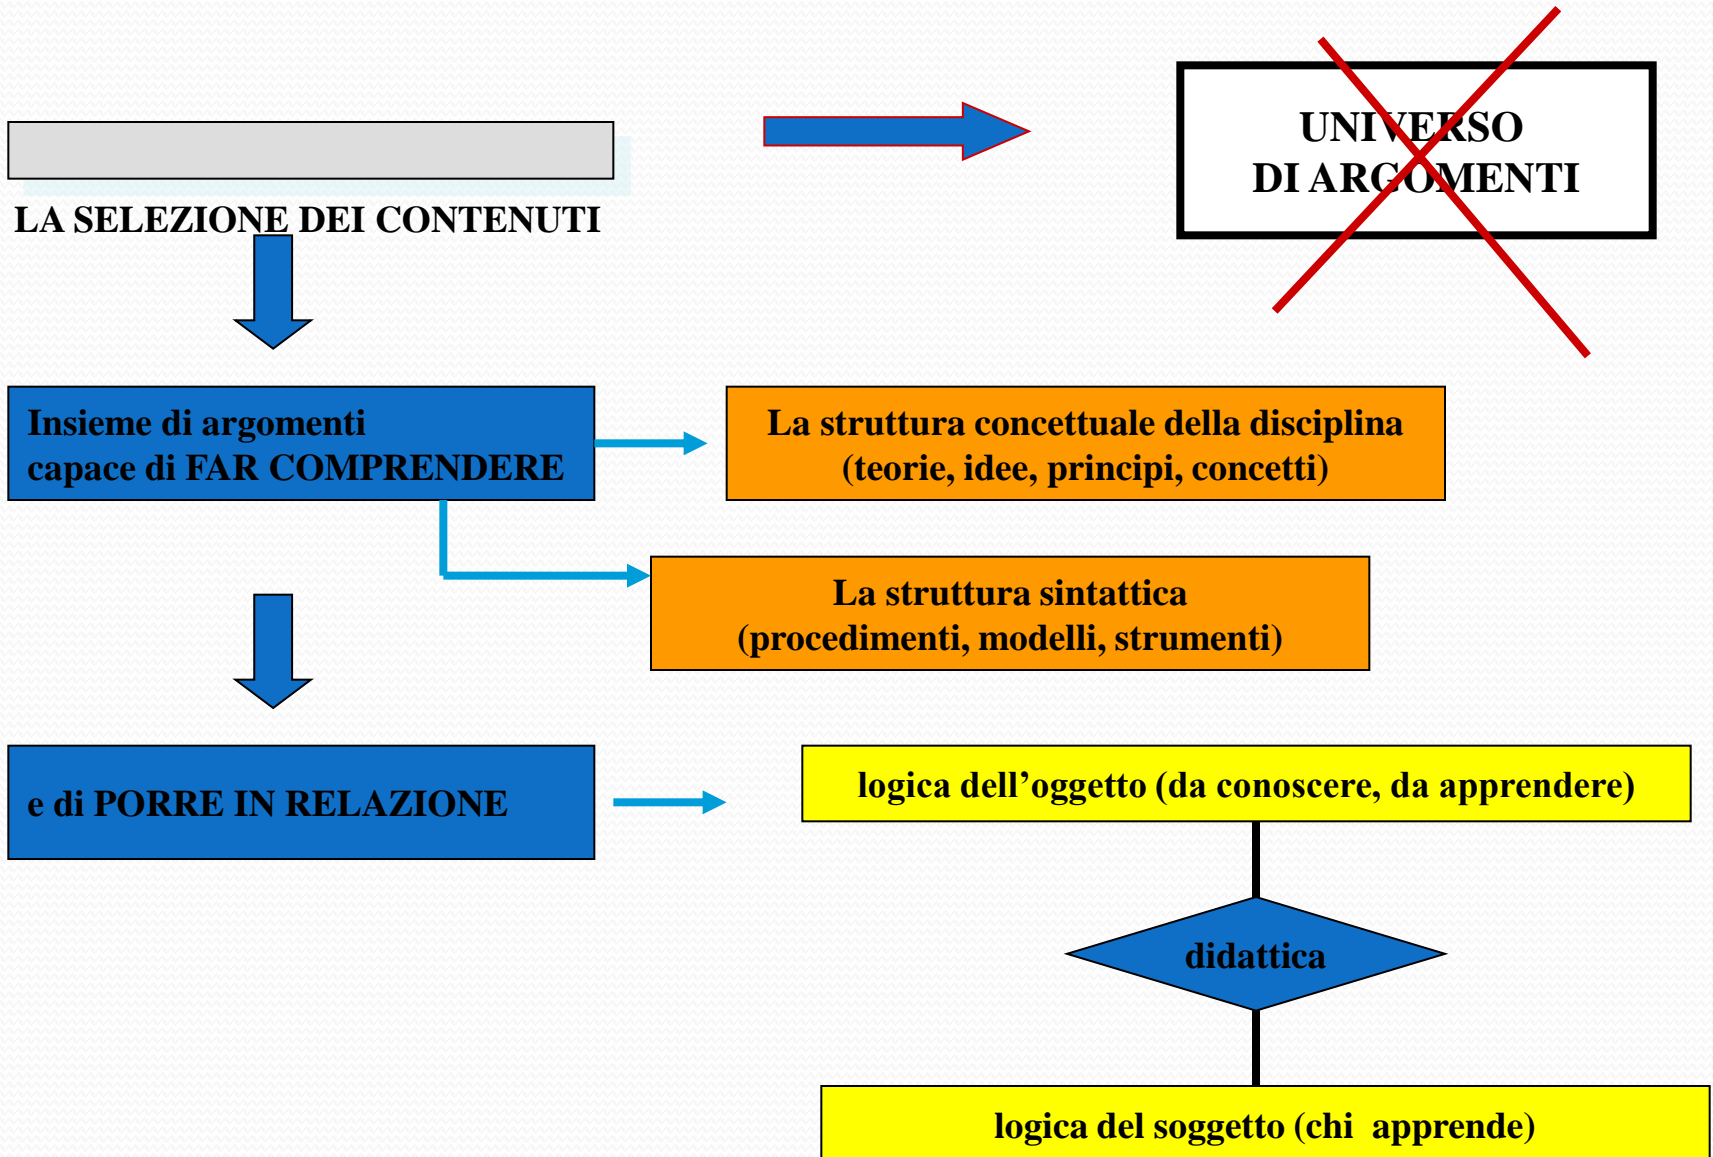 UNIVERSO
DI ARGOMENTI
LA SELEZIONE DEI CONTENUTI
Insieme di argomenti
capace di FAR COMPRENDERE
La struttura concettuale della disciplina
(teorie, idee, principi, concetti)
La struttura sintattica
(procedimenti, modelli, strumenti)
e di PORRE IN RELAZIONE
logica dell’oggetto (da conoscere, da apprendere)
didattica
logica del soggetto (chi  apprende)